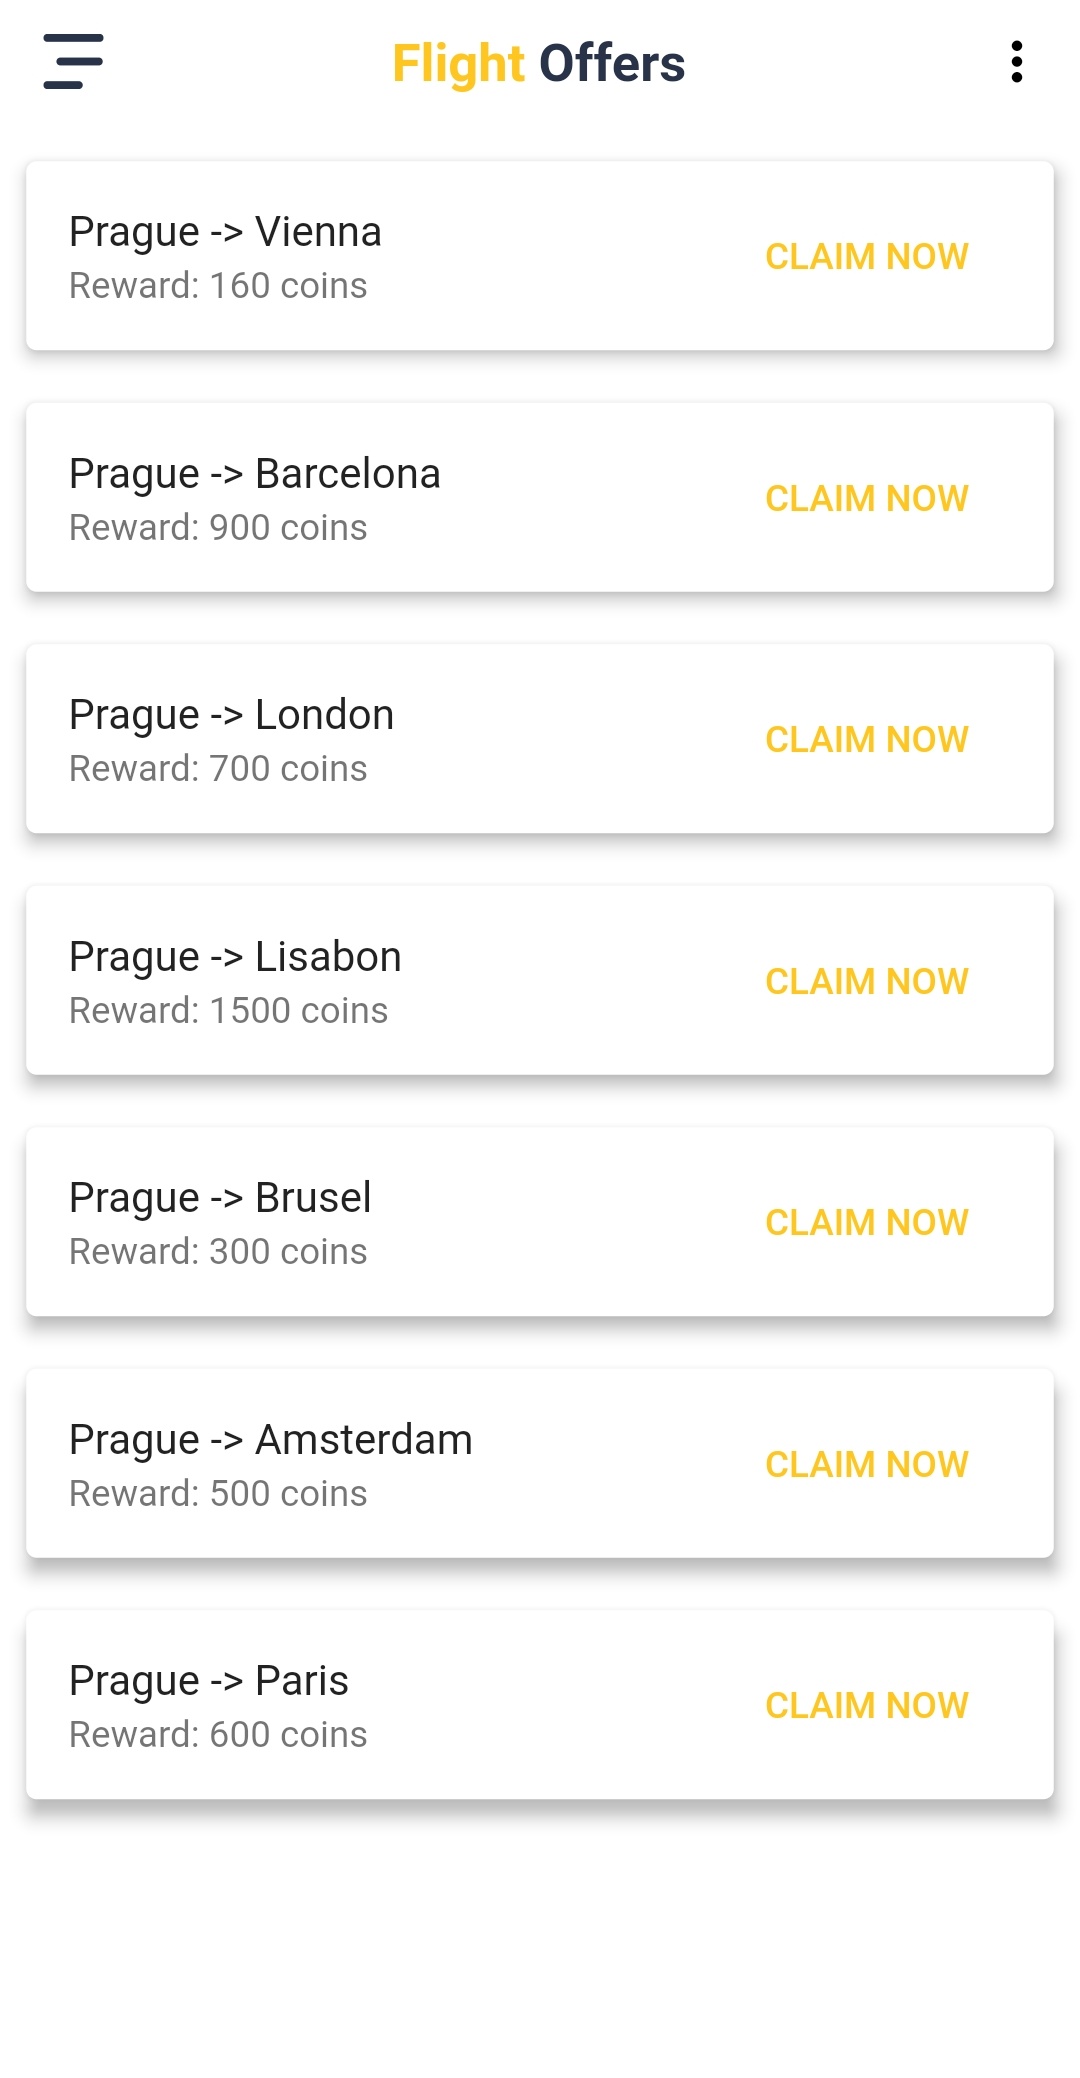 Flight Offers
Prague -> Vienna
Reward: 160 coins
CLAIM NOW
Prague -> Barcelona
Reward: 900 coins
CLAIM NOW
Prague -> London
Reward: 700 coins
CLAIM NOW
Prague -> Lisabon
Reward: 1500 coins
CLAIM NOW
Prague -> Brusel
Reward: 300 coins
CLAIM NOW
Prague -> Amsterdam
Reward: 500 coins
CLAIM NOW
Prague -> Paris
Reward: 600 coins
CLAIM NOW